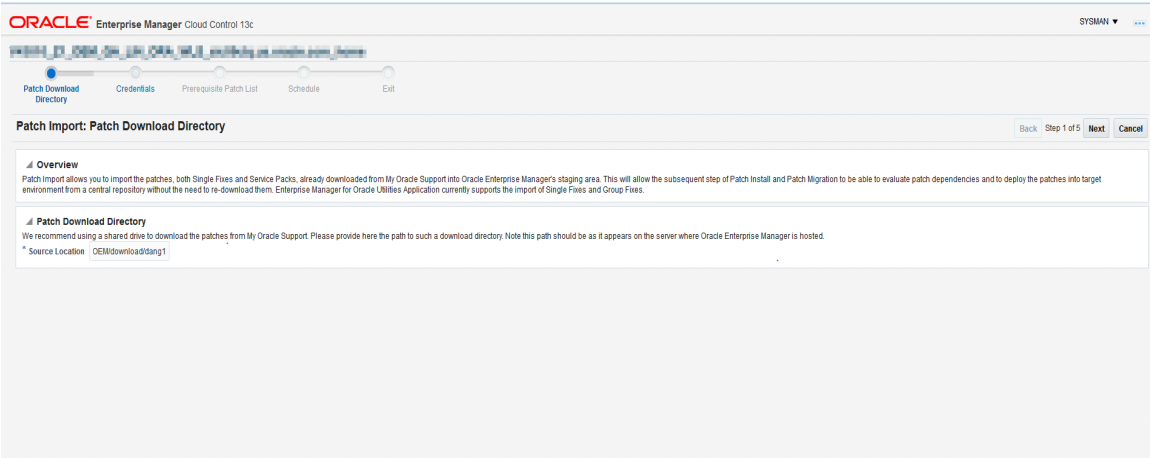 ORACLE Enterprise Manager Cloud Control 13c
SYSMAN
Patch Download Directory
Credentials
Prerequisite Patch List
Schedule
Exit
Patch Import: Patch Download Directory
Back Step 1 of 5 Next Cancel
Overview
Patch Import allows you to import the patches, both Single Fixes and Service Packs, already downloaded from My Oracle Support into Oracle Enterprise Manager's staging area. This will allow the subsequent step of Patch Install and Patch Migration to be able to evaluate patch dependencies and to deploy the patches into target
environment from a central repository without the need to re-download them. Enterprise Manager for Oracle Utilities Application currently supports the import of Single Fixes and Group Fixes.
Patch Download Directory
We recommend using a shared drive to download the patches from My Oracle Support. Please provide here the path to such a download directory. Note this path should be as it appears on the server where Oracle Enterprise Manager is hosted.
* Source Location OEM/download/dang1